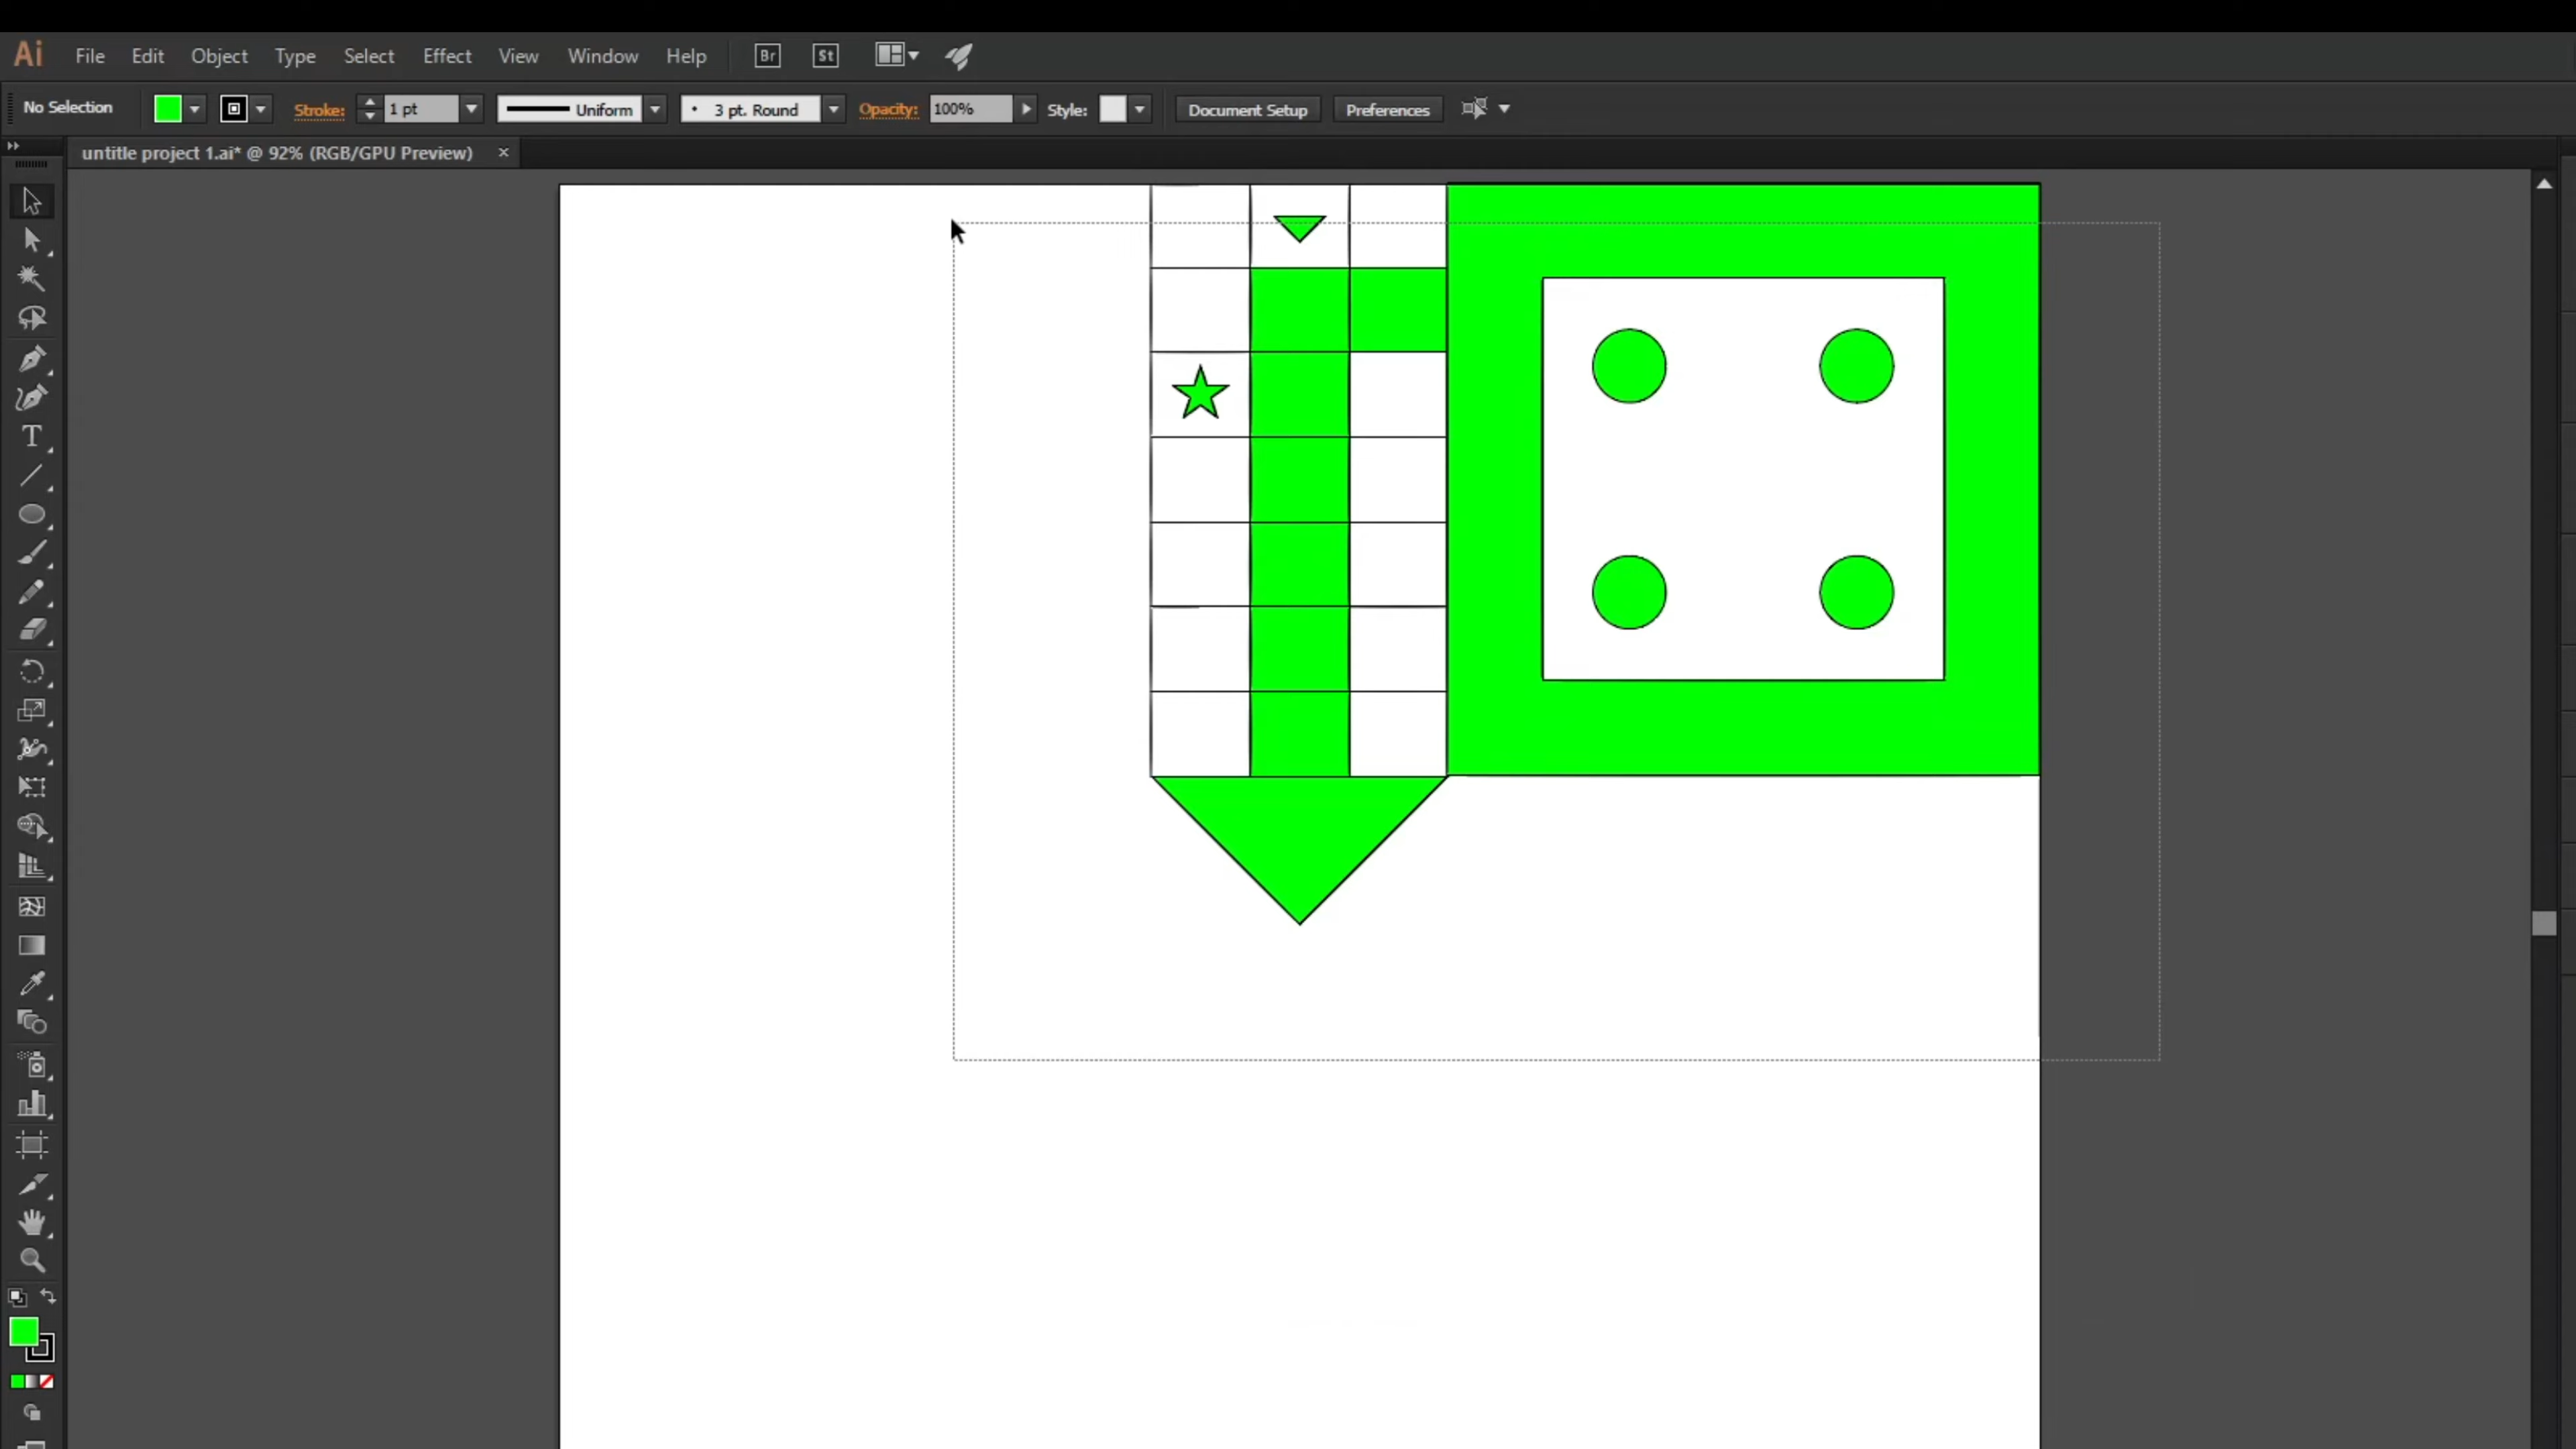 Ai File Edit Object Type Select Effect View Window Help Br St
No Selection Stroke: 1 pt Uniform 3 pt. Round Opacity: 100% Style: Document Setup Preferences
untitle project 1.ai* @ 92% (RGB/GPU Preview) ×